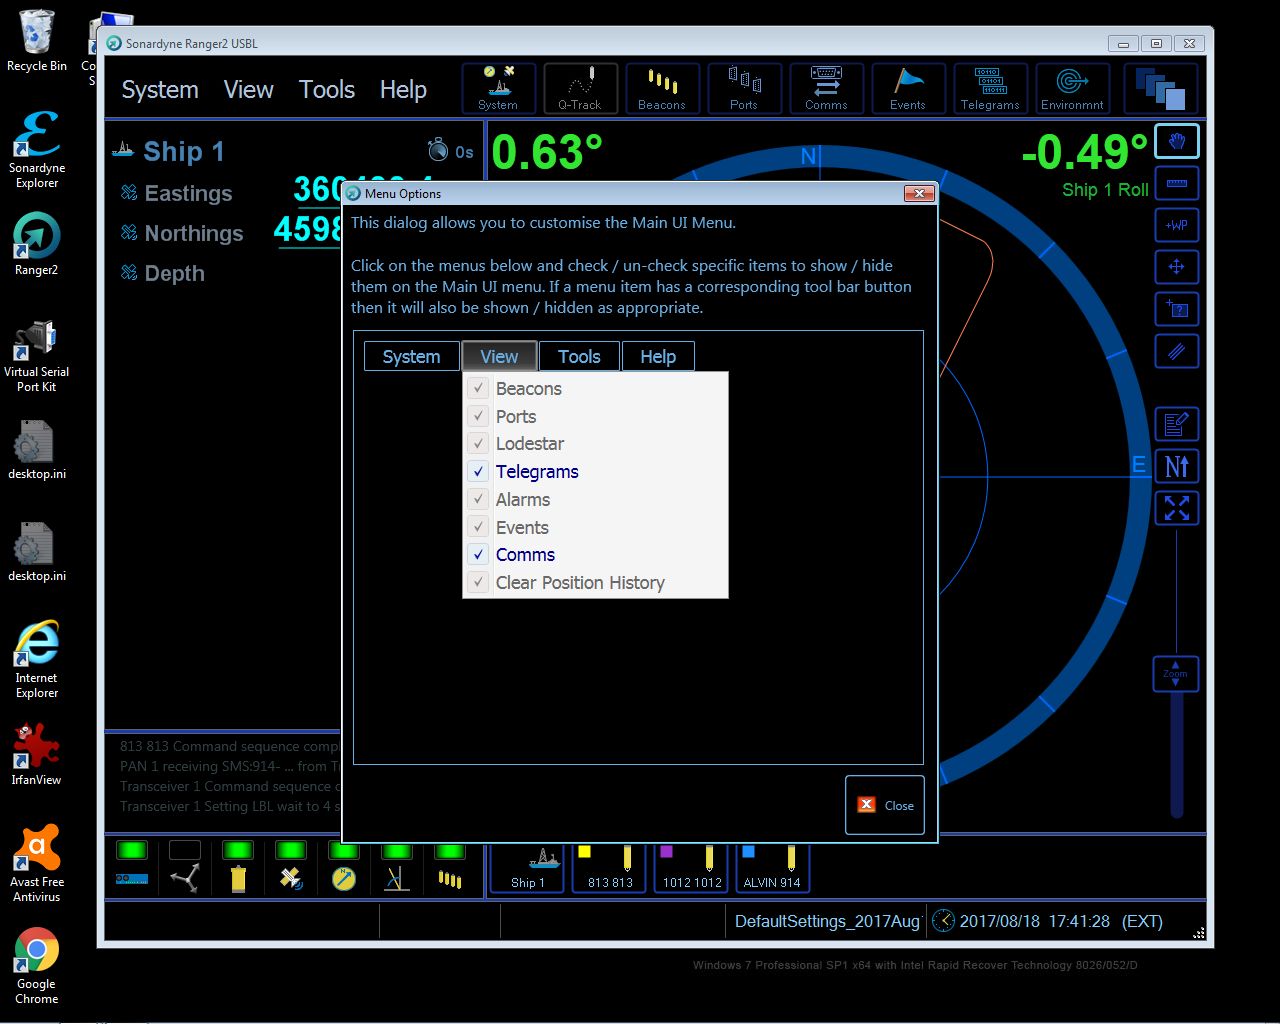 Recycle Bin
Co
S
Sonardyne
Explorer
Ranger2
Virtual Serial
Port Kit
desktop.ini
desktop.ini
Internet
Explorer
IrfanView
Avast Free
Antivirus
Google
Chrome
Sonardyne Ranger2 USBL
System View Tools Help
System Q-Track Beacons Ports Comms Events Telegrams Environmnt
Ship 1 0s
Eastings
Northings 4598
Depth
0.63°
-0.49°
Ship 1 Roll
N
E
+WP
?
N
Zoom
Menu Options
This dialog allows you to customise the Main UI Menu.
Click on the menus below and check / un-check specific items to show / hide
them on the Main UI menu. If a menu item has a corresponding tool bar button
then it will also be shown / hidden as appropriate.
System View Tools Help
Beacons
Ports
Lodestar
Telegrams
Alarms
Events
Comms
Clear Position History
Close
813 813 Command sequence comp
PAN 1 receiving SMS:914- ... from T
Transceiver 1 Command sequence c
Transceiver 1 Setting LBL wait to 4 s
Ship 1 813 813 1012 1012 ALVIN 914
DefaultSettings_2017Aug 2017/08/18 17:41:28 (EXT)
Windows 7 Professional SP1 x64 with Intel Rapid Recover Technology 8026/052/D